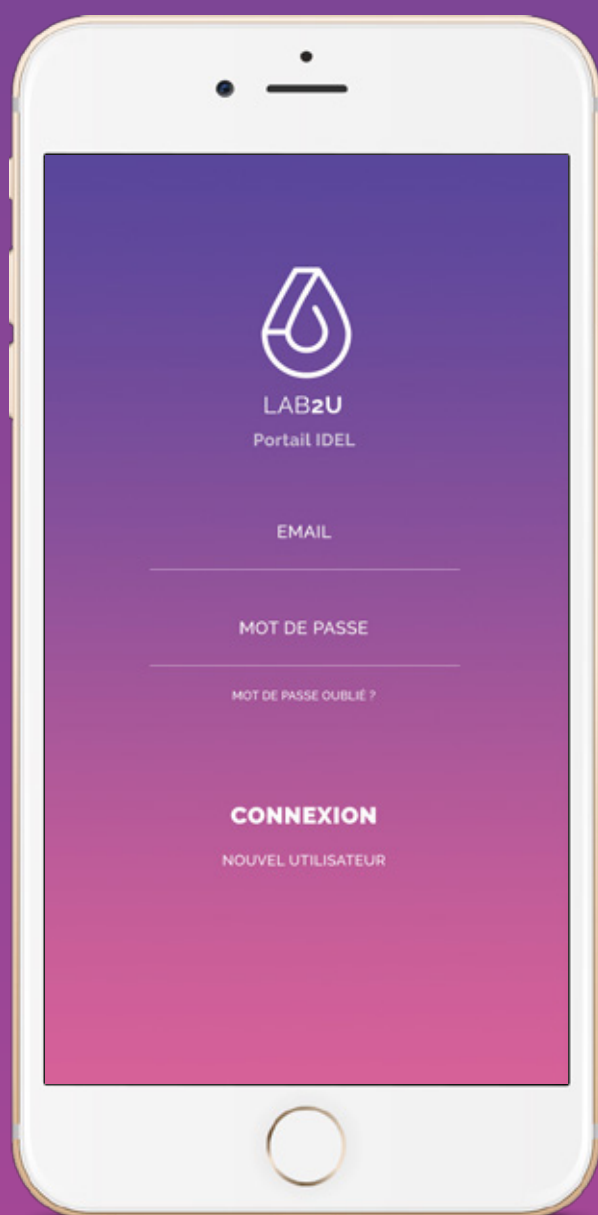 LAB2U
Portail IDEL
EMAIL
MOT DE PASSE
MOT DE PASSE OUBLIÉ ?
CONNEXION
NOUVEL UTILISATEUR